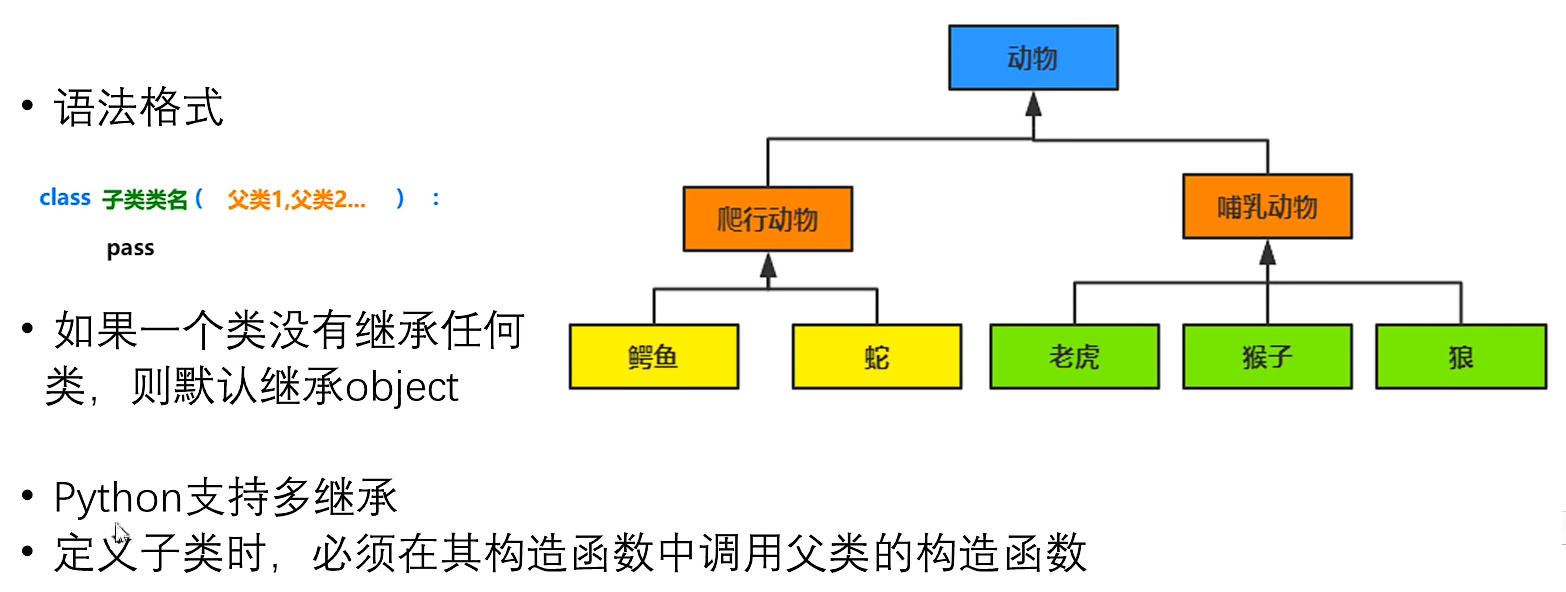 • 语法格式
class 子类类名 ( 父类1,父类2... ) :
pass
• 如果一个类没有继承任何
类，则默认继承object
• Python支持多继承
• 定义子类时，必须在其构造函数中调用父类的构造函数
动物
爬行动物
哺乳动物
鳄鱼
蛇
老虎
猴子
狼